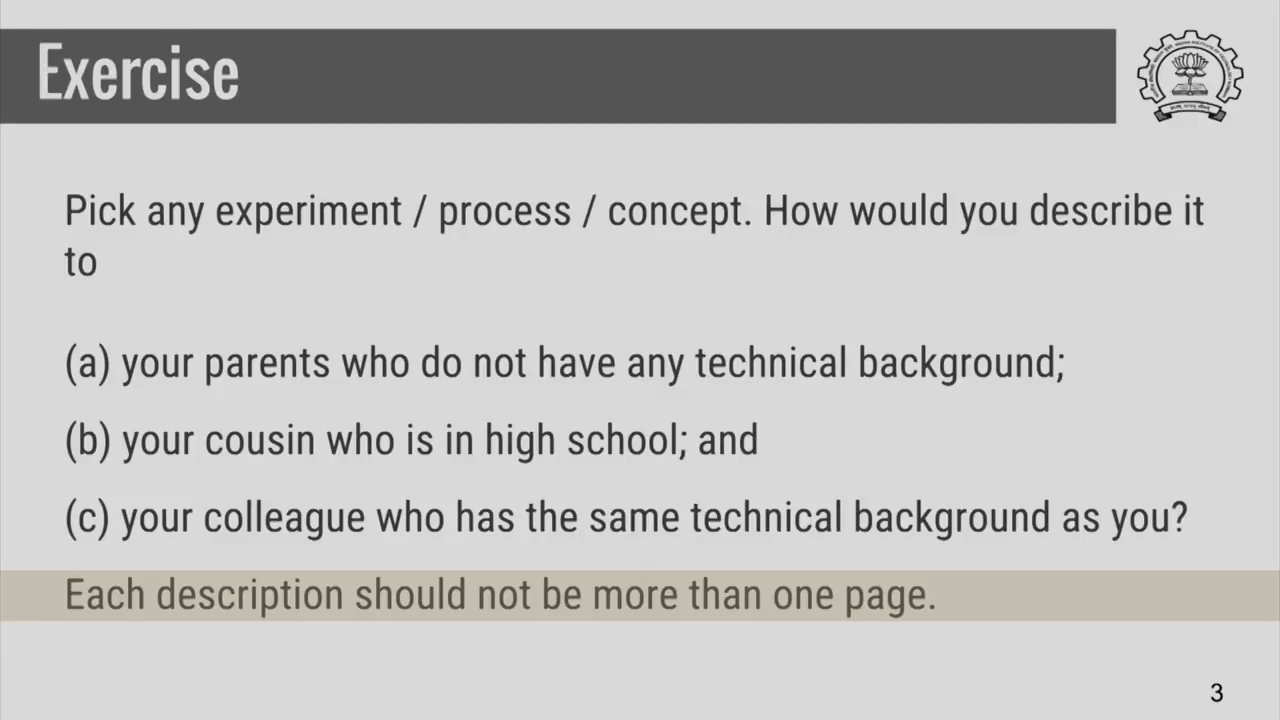 Exercise
Pick any experiment / process / concept. How would you describe it
to
(a) your parents who do not have any technical background;
(b) your cousin who is in high school; and
(c) your colleague who has the same technical background as you?
Each description should not be more than one page.
3